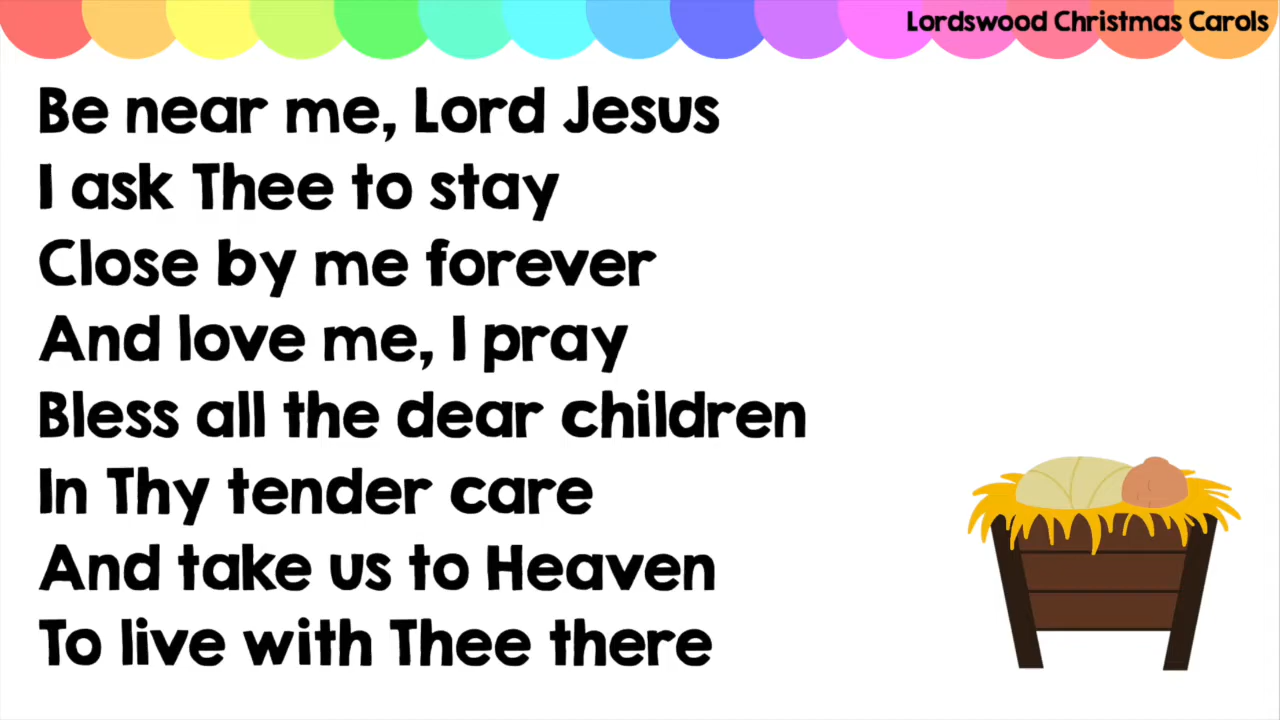 Lordswood Christmas Carols
Be near me, Lord Jesus
I ask Thee to stay
Close by me forever
And love me, I pray
Bless all the dear children
In Thy tender care
And take us to Heaven
To live with Thee there